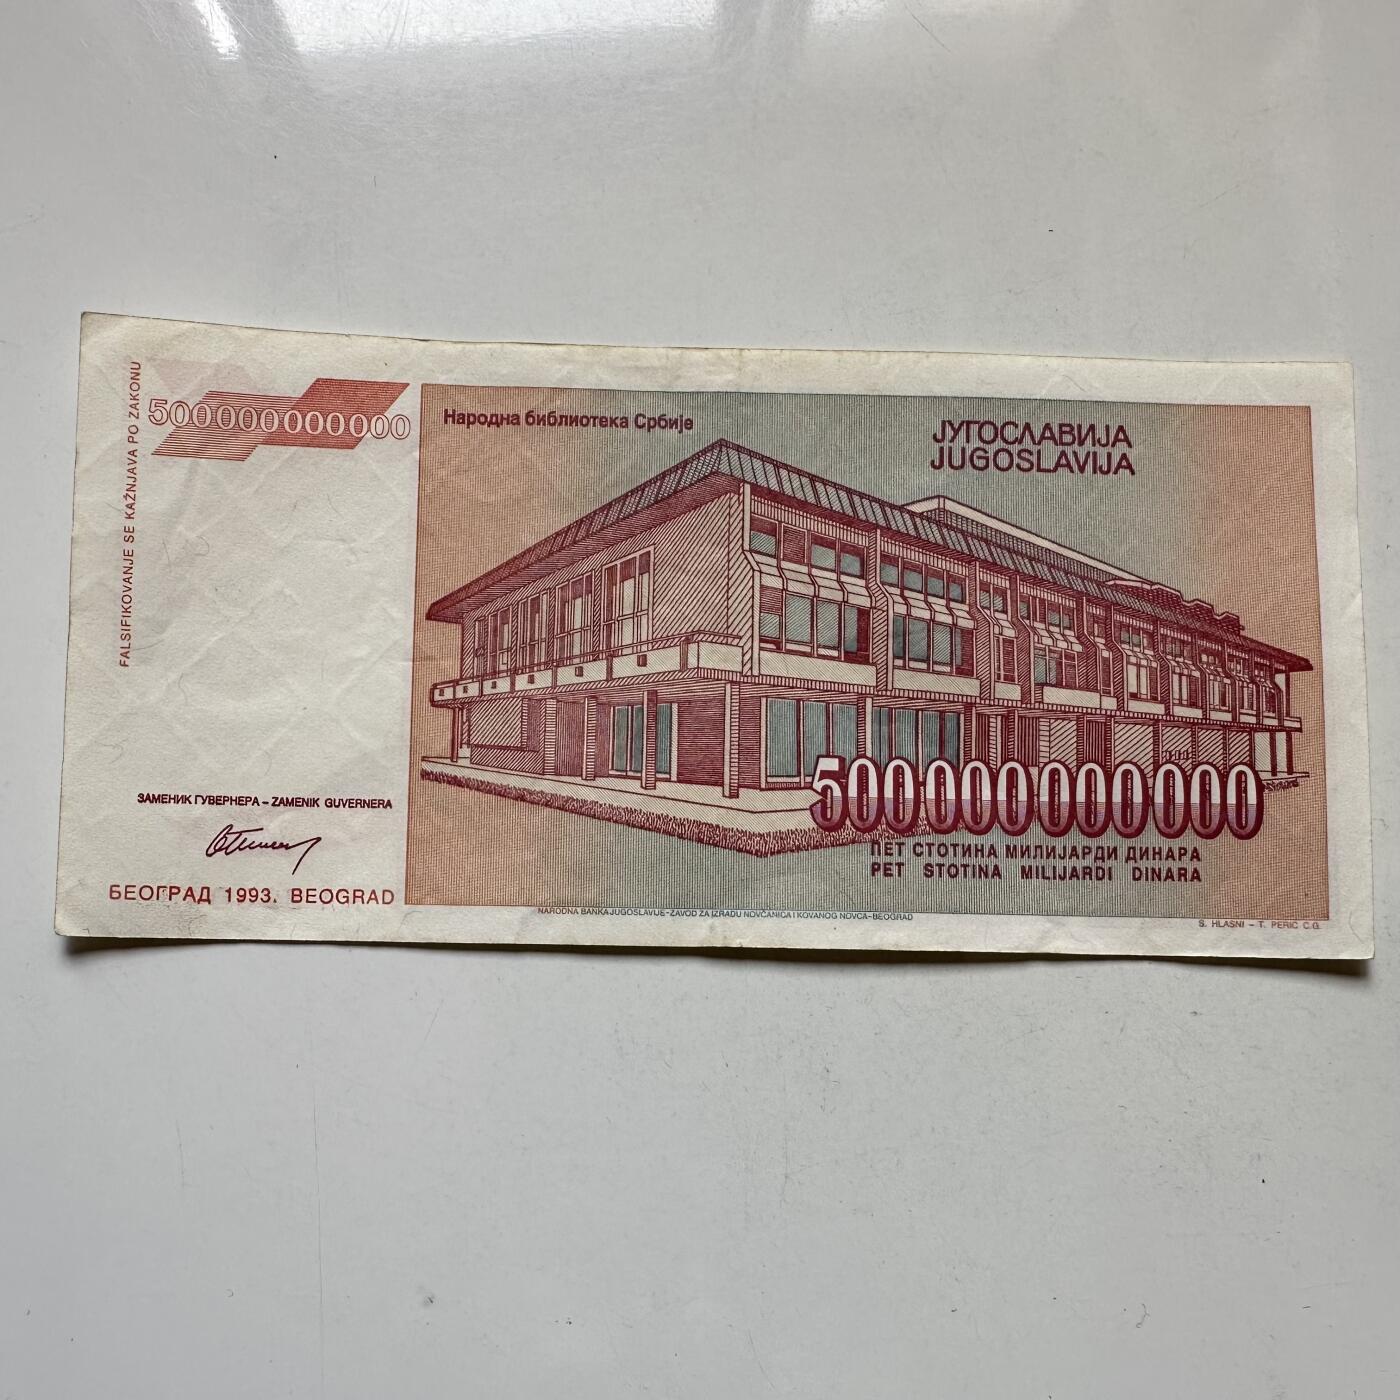 FALSIFIKOVANJE SE KAŽNJAVA PO ZAKONU
500000000000
Народна библиотека Србије
ЈУГОСЛАВИЈА
JUGOSLAVIJA
500000000000
ПЕТ СТОТИНА МИЛИЈАРДИ ДИНАРА
PET STOTINA MILIJARDI DINARA
ЗАМЕНИК ГУВЕРНЕРА – ZAMENIK GUVERNERA
БЕОГРАД 1993. BEOGRAD
NARODNA BANKA JUGOSLAVIJE-ZAVOD ZA IZRADU NOVČANICA I KOVANOG NOVCA-BEOGRAD
S. HLASNI – T. PERIĆ C.G.